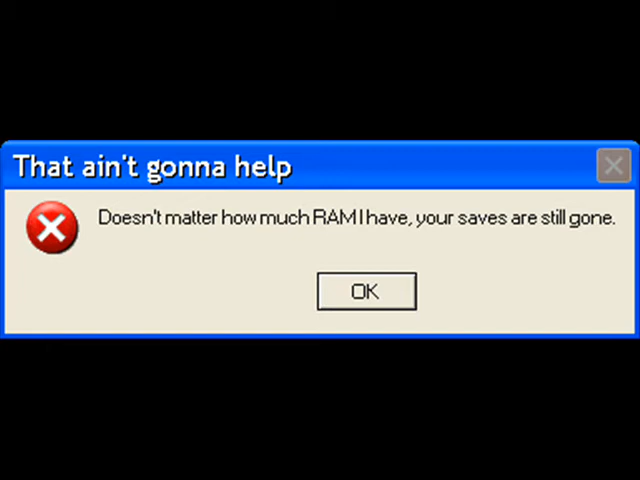 That ain't gonna help
Doesn't matter how much RAM I have, your saves are still gone.
OK